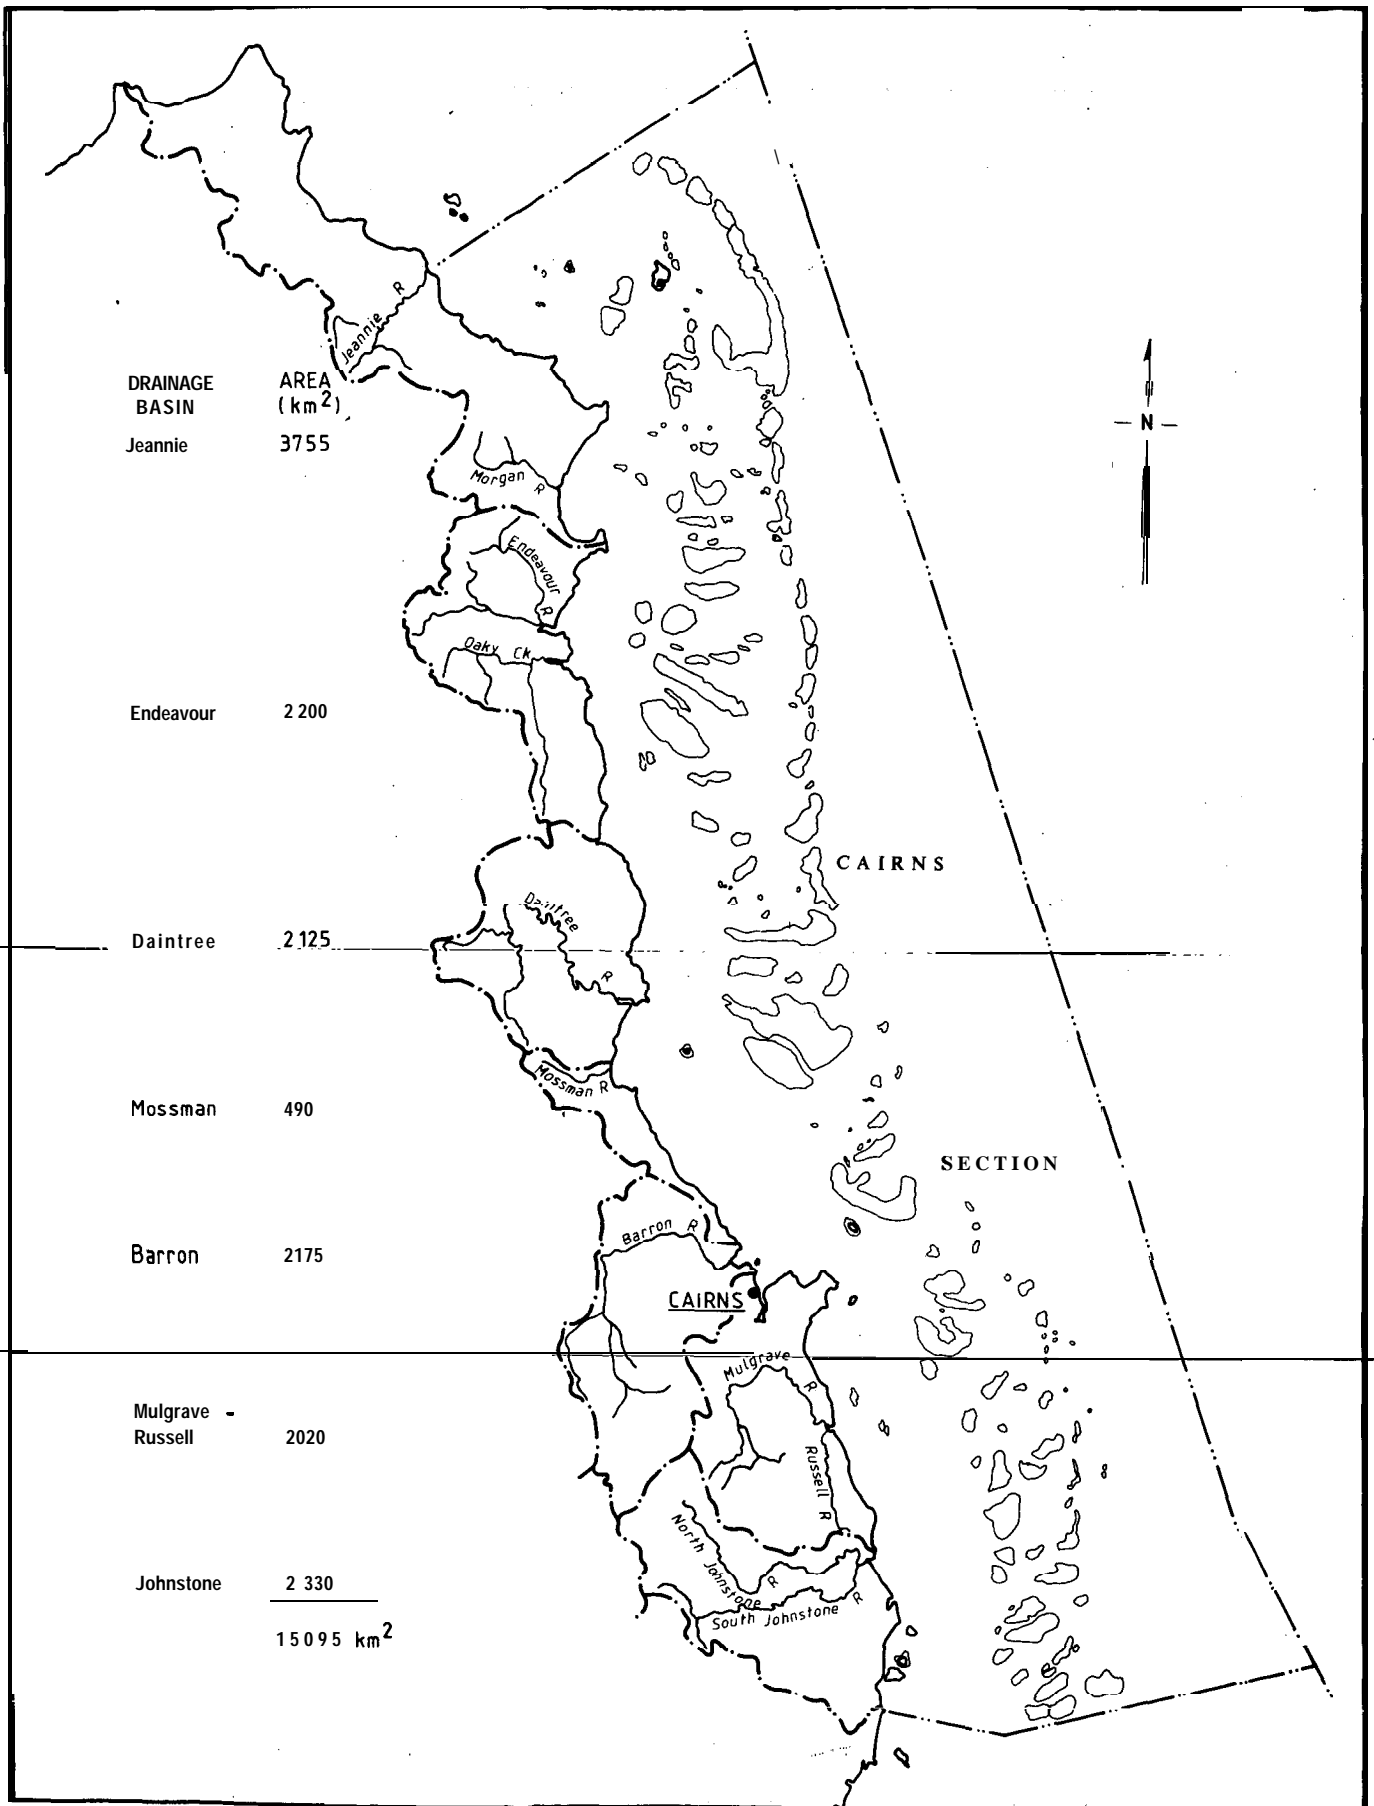 Jeannie R
DRAINAGE BASIN
AREA (km2)
Jeannie 3755
N
Morgan R
Endeavour R
Oaky Ck
Endeavour 2 200
CAIRNS
Daintree R
Daintree 2 125
Mossman R
Mossman 490
SECTION
Barron R
Barron 2175
CAIRNS
Mulgrave R
Mulgrave -
Russell 2020
Russell R
North Johnstone R
Johnstone 2 330
South Johnstone R
15095 km2